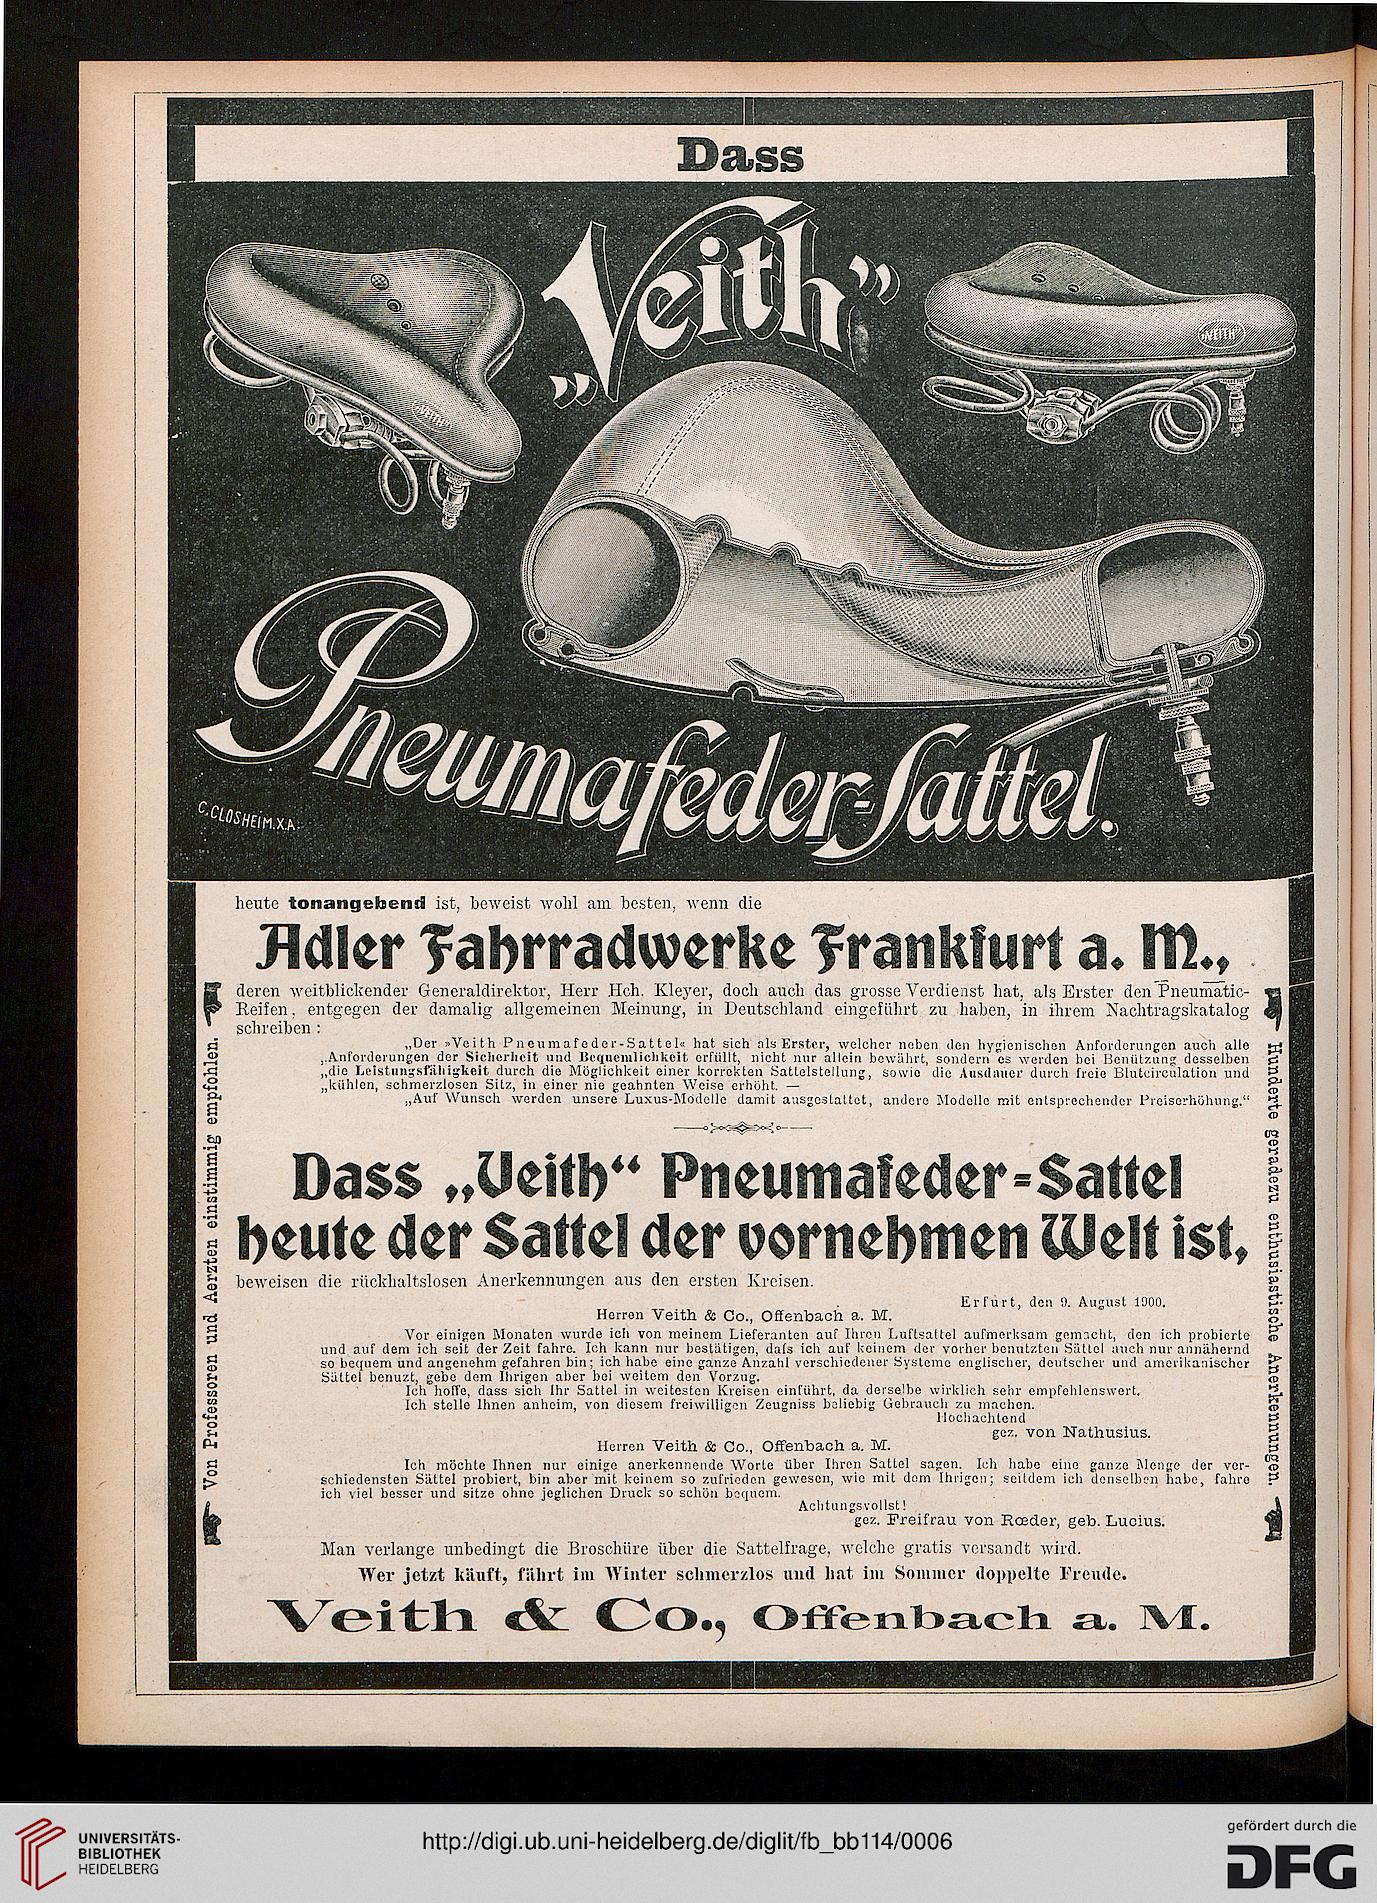 Dass
„Veith”
VEITH
VEITH
Pneumafeder-Sattel.
C. CLOSHEIM. X.A.
heute tonangebend ist, beweist wohl am besten, wenn die
Adler Fahrradwerke Frankfurt a. M.,
deren weitblickender Generaldirektor, Herr Hch. Kleyer, doch auch das grosse Verdienst hat, als Erster den Pneumatic-
Reifen, entgegen der damalig allgemeinen Meinung, in Deutschland eingeführt zu haben, in ihrem Nachtragskatalog
schreiben :
„Der »Veith Pneumafeder-Sattel« hat sich als Erster, welcher neben den hygienischen Anforderungen auch alle
„Anforderungen der Sicherheit und Bequemlichkeit erfüllt, nicht nur allein bewährt, sondern es werden bei Benützung desselben
„die Leistungsfähigkeit durch die Möglichkeit einer korrekten Sattelstellung, sowie die Ausdauer durch freie Blutcirculation und
„kühlen, schmerzlosen Sitz, in einer nie geahnten Weise erhöht. —
„Auf Wunsch werden unsere Luxus-Modelle damit ausgestattet, andere Modelle mit entsprechender Preiserhöhung.“
Dass „Veith“ Pneumafeder-Sattel
heute der Sattel der vornehmen Welt ist,
beweisen die rückhaltslosen Anerkennungen aus den ersten Kreisen.
Erfurt, den 9. August 1900.
Herren Veith & Co., Offenbach a. M.
Vor einigen Monaten wurde ich von meinem Lieferanten auf Ihren Luftsattel aufmerksam gemacht, den ich probierte
und auf dem ich seit der Zeit fahre. Ich kann nur bestätigen, dafs ich auf keinem der vorher benutzten Sättel auch nur annähernd
so bequem und angenehm gefahren bin; ich habe eine ganze Anzahl verschiedener Systeme englischer, deutscher und amerikanischer
Sättel benuzt, gebe dem Ihrigen aber bei weitem den Vorzug.
Ich hoffe, dass sich Ihr Sattel in weitesten Kreisen einführt, da derselbe wirklich sehr empfehlenswert.
Ich stelle Ihnen anheim, von diesem freiwilligen Zeugniss beliebig Gebrauch zu machen.
Hochachtend
gez. von Nathusius.
Herren Veith & Co., Offenbach a. M.
Ich möchte Ihnen nur einige anerkennende Worte über Ihren Sattel sagen. Ich habe eine ganze Menge der ver-
schiedensten Sättel probiert, bin aber mit keinem so zufrieden gewesen, wie mit dem Ihrigen; seitdem ich denselben habe, fahre
ich viel besser und sitze ohne jeglichen Druck so schön bequem.
Achtungsvollst!
gez. Freifrau von Rœder, geb. Lucius.
Man verlange unbedingt die Broschüre über die Sattelfrage, welche gratis versandt wird.
Wer jetzt käuft, fährt im Winter schmerzlos und hat im Sommer doppelte Freude.
Veith & Co., Offenbach a. M.
Von Professoren und Aerzten einstimmig empfohlen.
Hunderte geradezu enthusiastische Anerkennungen.
UNIVERSITÄTS-
BIBLIOTHEK
HEIDELBERG
http://digi.ub.uni-heidelberg.de/diglit/fb_bb114/0006
gefördert durch die
DFG